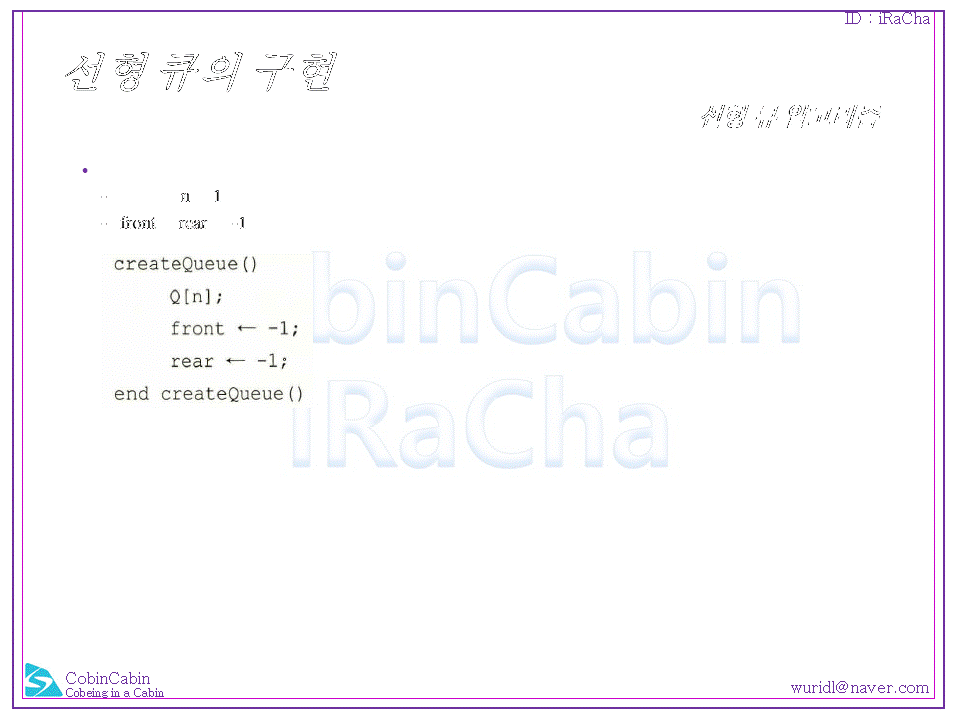 ID : iRaCha
선형 큐의 구현
선형 큐 알고리즘
•
– n 1
– front rear -1
createQueue()
Q[n];
front ← -1;
rear ← -1;
end createQueue()
binCabin
iRaCha
CobinCabin
Cobeing in a Cabin
wuridl@naver.com